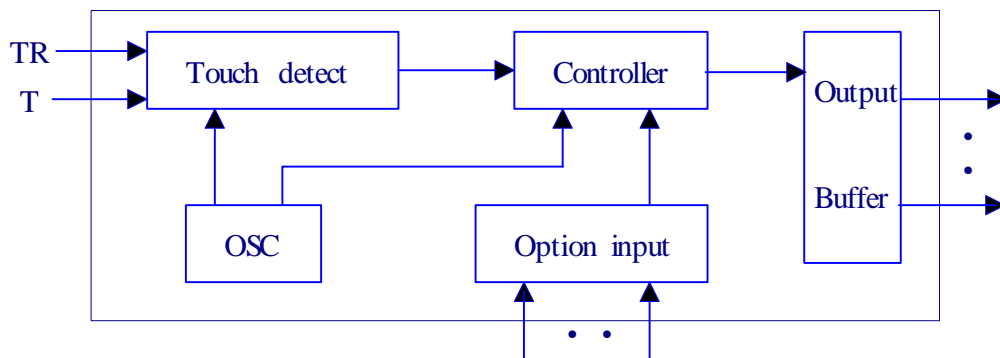 TR
T
Touch detect
Controller
Output
Buffer
OSC
Option input